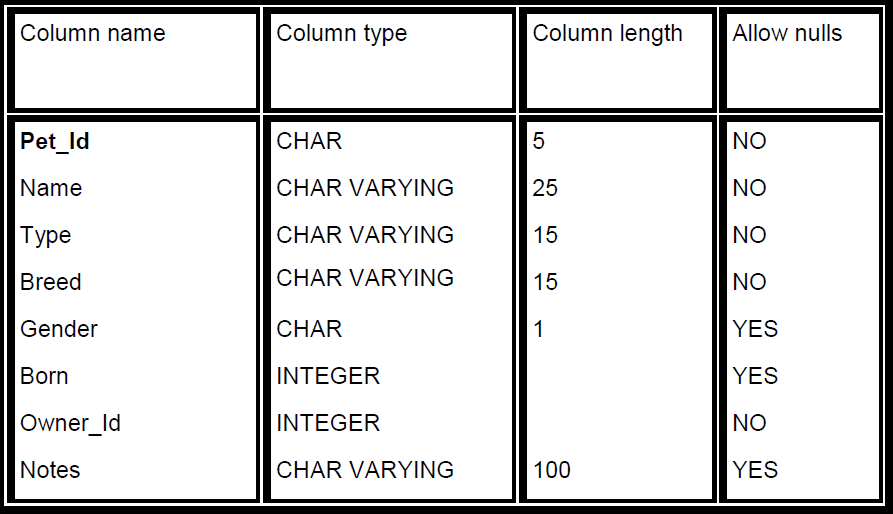 Column name Column type Column length Allow nulls
Pet_Id CHAR 5 NO
Name CHAR VARYING 25 NO
Type CHAR VARYING 15 NO
Breed CHAR VARYING 15 NO
Gender CHAR 1 YES
Born INTEGER YES
Owner_Id INTEGER NO
Notes CHAR VARYING 100 YES